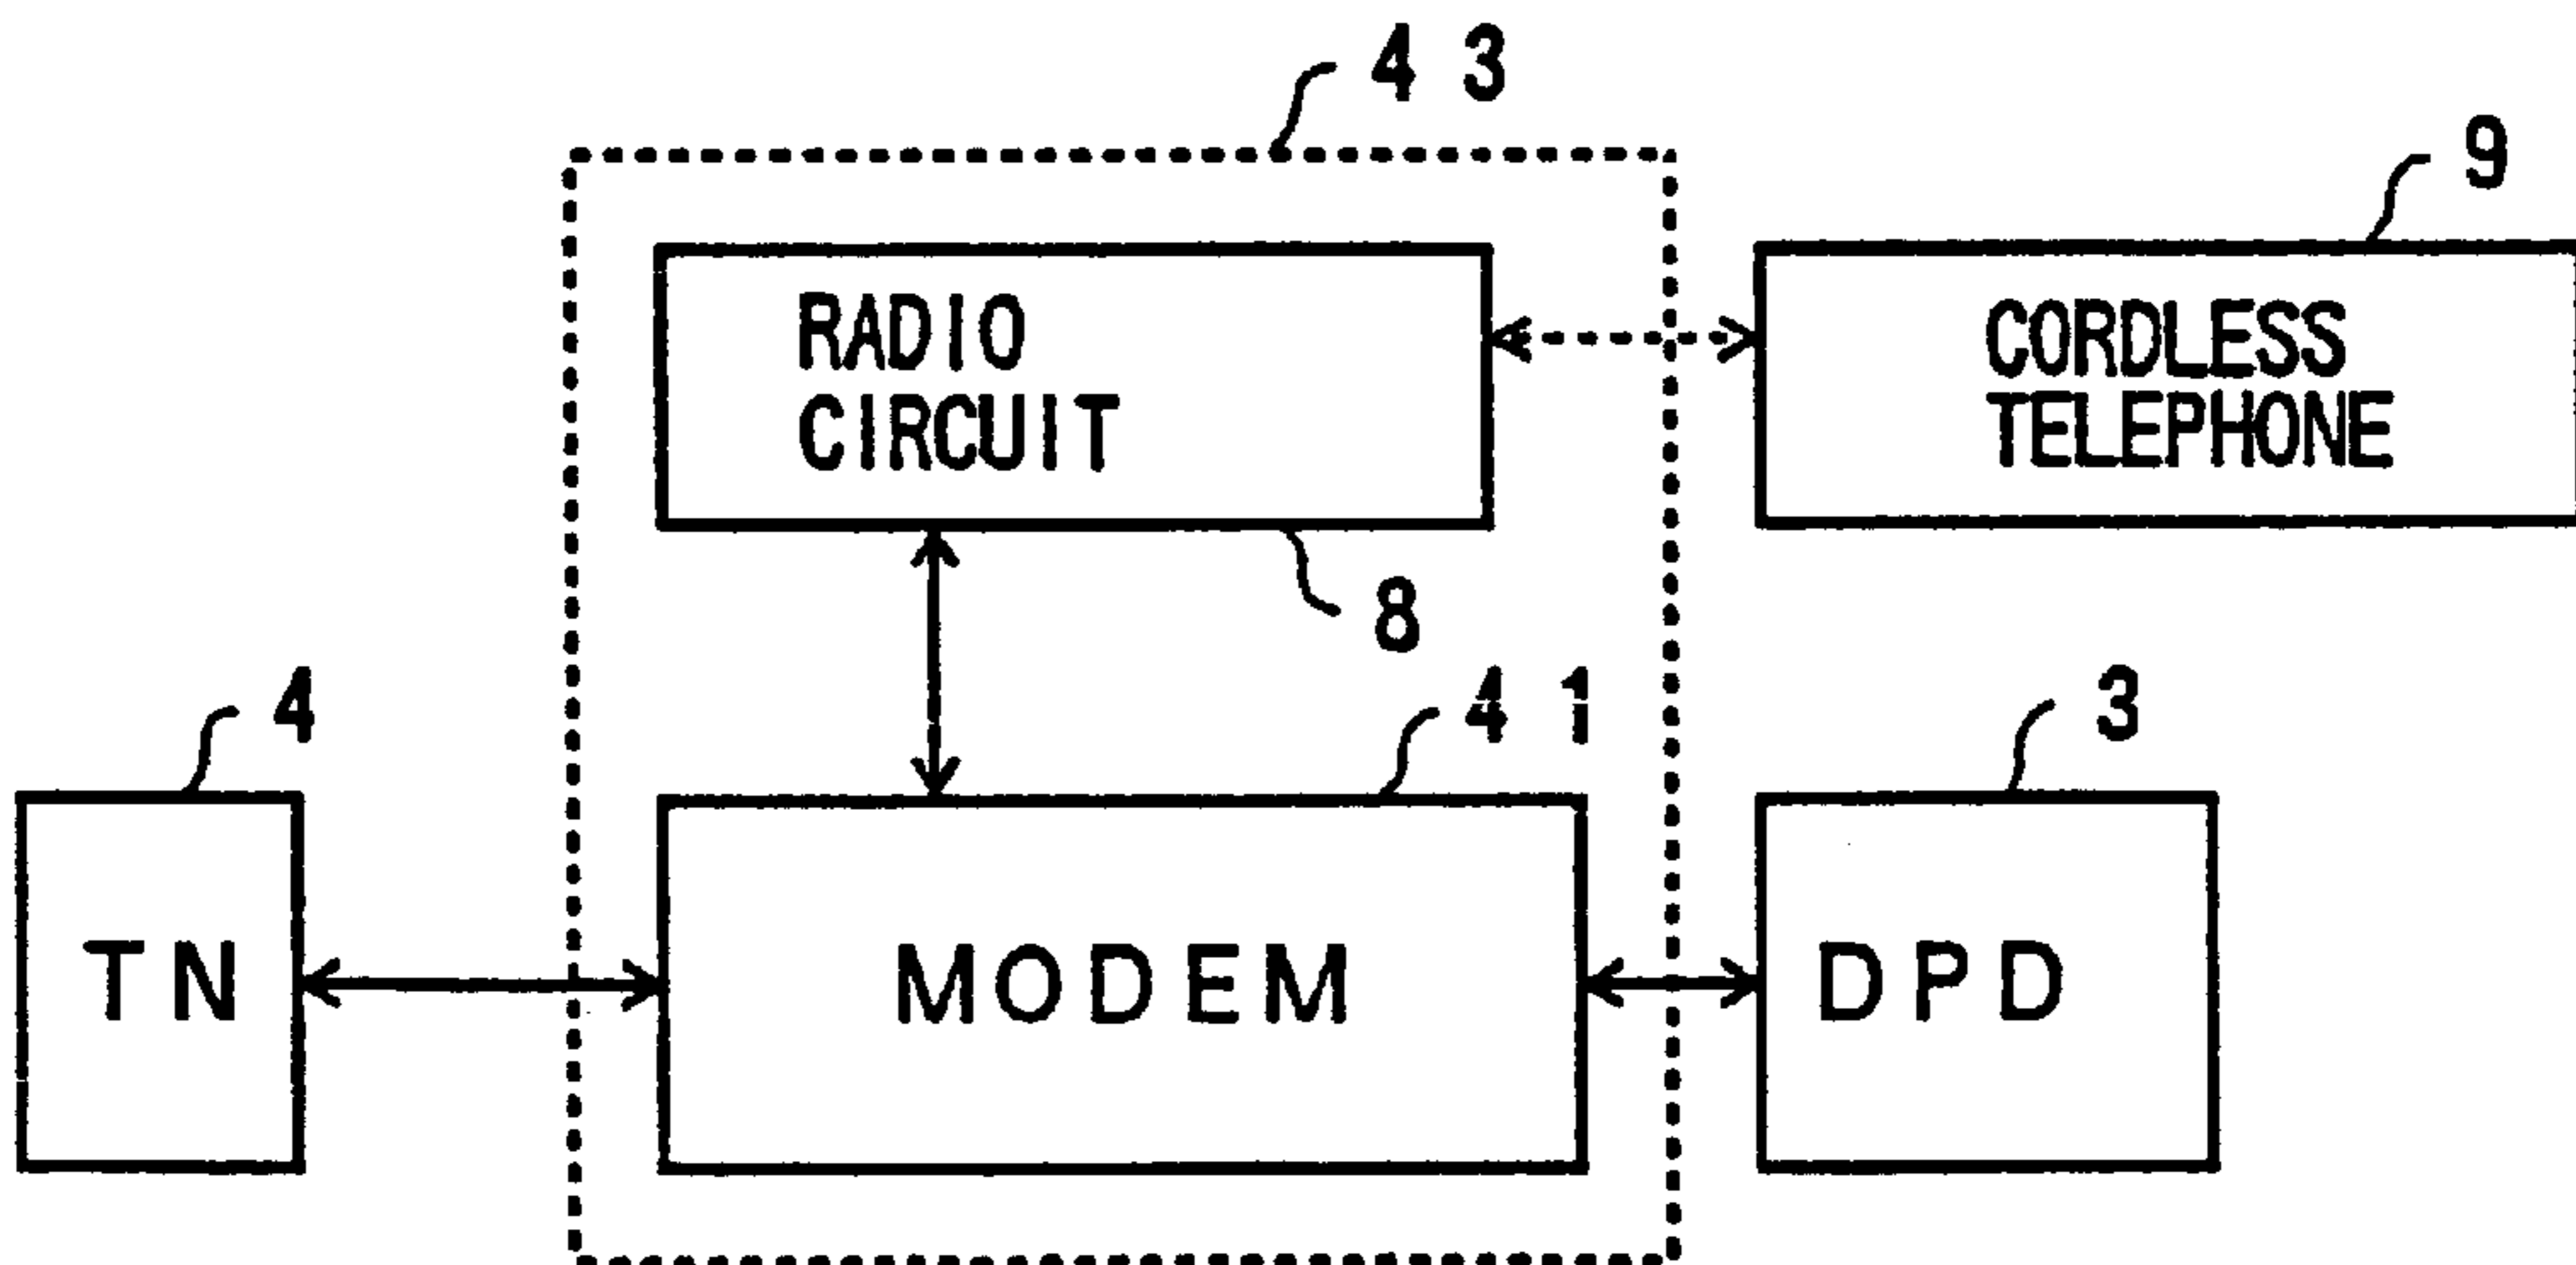 43
9
RADIO
CIRCUIT
CORDLESS
TELEPHONE
8
4
41
3
TN
MODEM
DPD